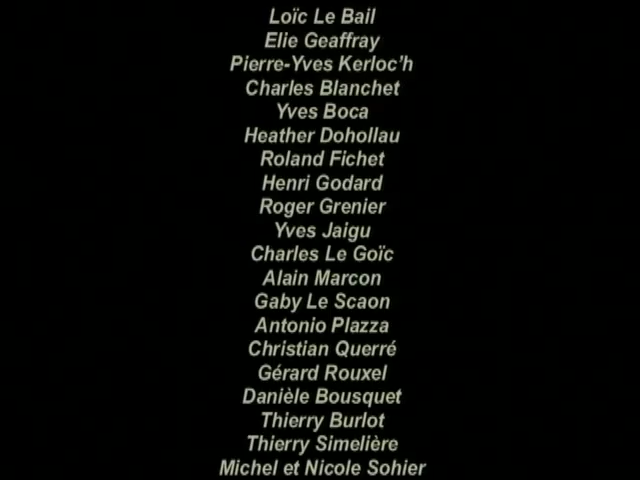 Loïc Le Bail
Elie Geaffray
Pierre-Yves Kerloc'h
Charles Blanchet
Yves Boca
Heather Dohollau
Roland Fichet
Henri Godard
Roger Grenier
Yves Jaigu
Charles Le Goïc
Alain Marcon
Gaby Le Scaon
Antonio Plazza
Christian Querré
Gérard Rouxel
Danièle Bousquet
Thierry Burlot
Thierry Simelière
Michel et Nicole Sohier